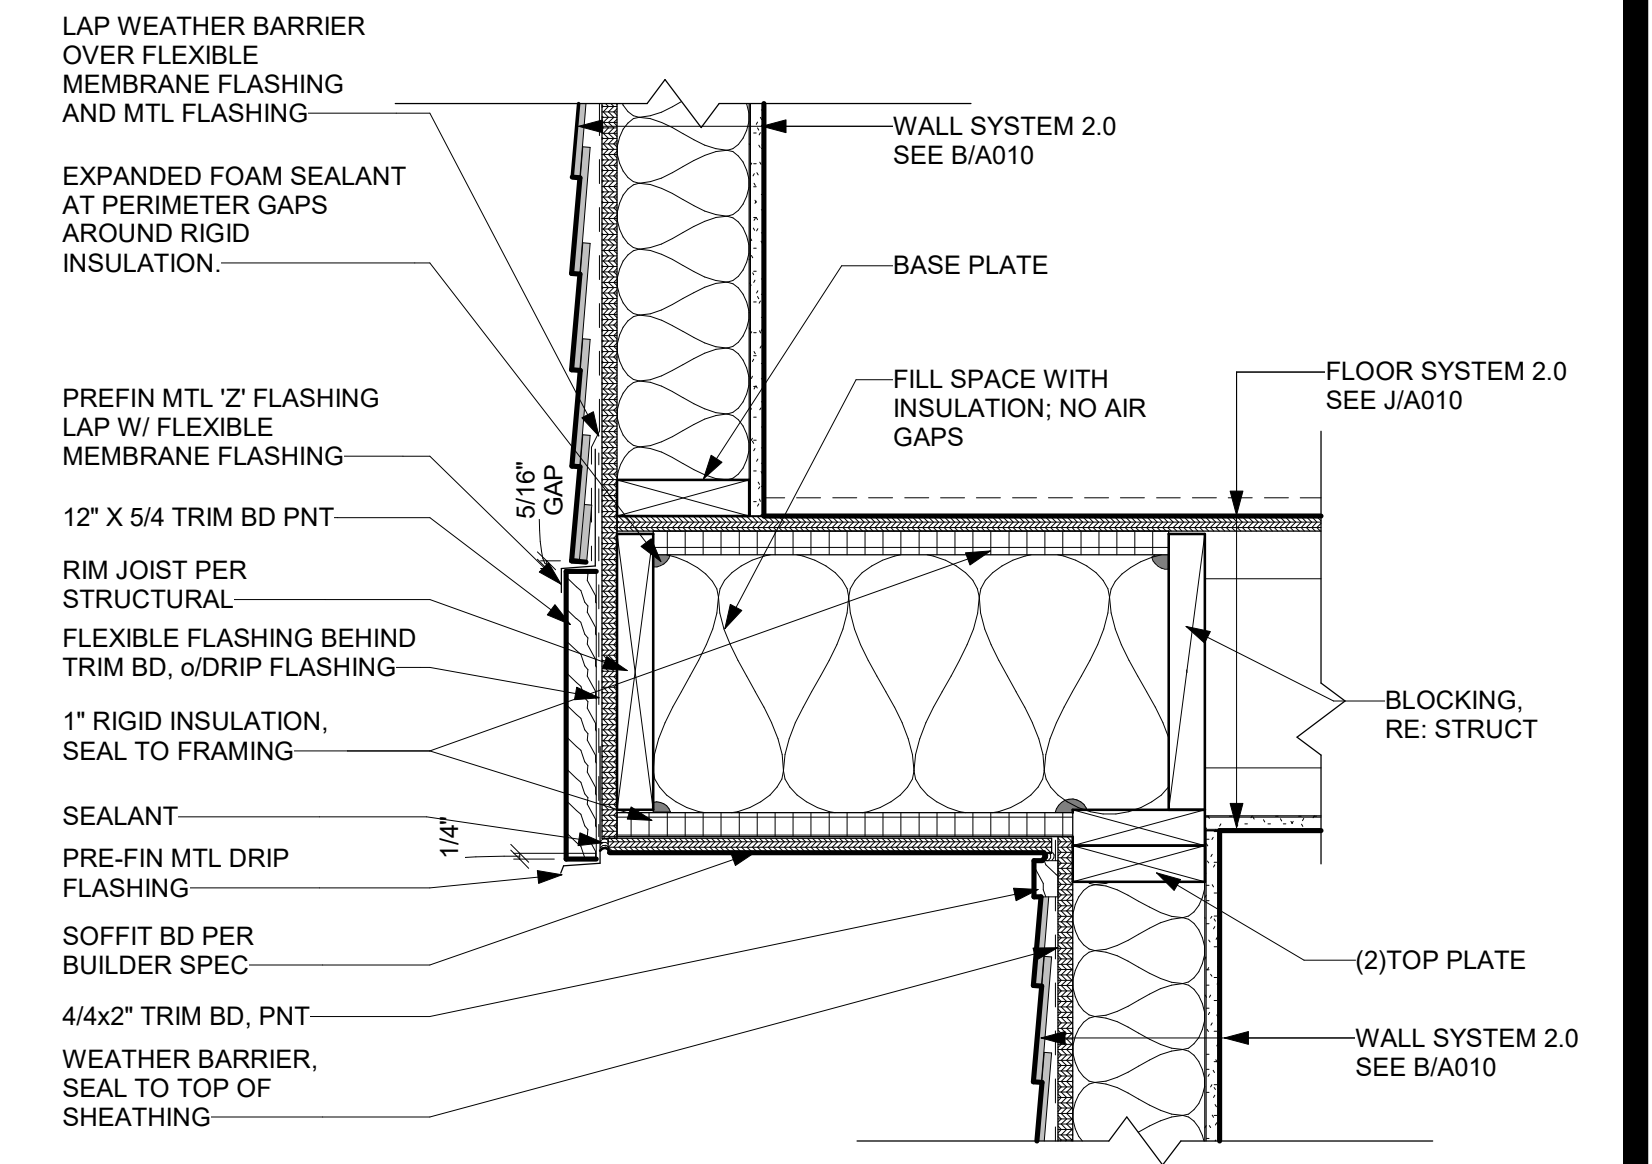 LAP WEATHER BARRIER
OVER FLEXIBLE
MEMBRANE FLASHING
AND MTL FLASHING
EXPANDED FOAM SEALANT
AT PERIMETER GAPS
AROUND RIGID
INSULATION.
PREFIN MTL 'Z' FLASHING
LAP W/ FLEXIBLE
MEMBRANE FLASHING
12" X 5/4 TRIM BD PNT
RIM JOIST PER
STRUCTURAL
FLEXIBLE FLASHING BEHIND
TRIM BD, o/DRIP FLASHING
1" RIGID INSULATION,
SEAL TO FRAMING
SEALANT
PRE-FIN MTL DRIP
FLASHING
SOFFIT BD PER
BUILDER SPEC
4/4x2" TRIM BD, PNT
WEATHER BARRIER,
SEAL TO TOP OF
SHEATHING
5/16"
GAP
1/4"
WALL SYSTEM 2.0
SEE B/A010
BASE PLATE
FILL SPACE WITH
INSULATION; NO AIR
GAPS
FLOOR SYSTEM 2.0
SEE J/A010
BLOCKING,
RE: STRUCT
(2)TOP PLATE
WALL SYSTEM 2.0
SEE B/A010